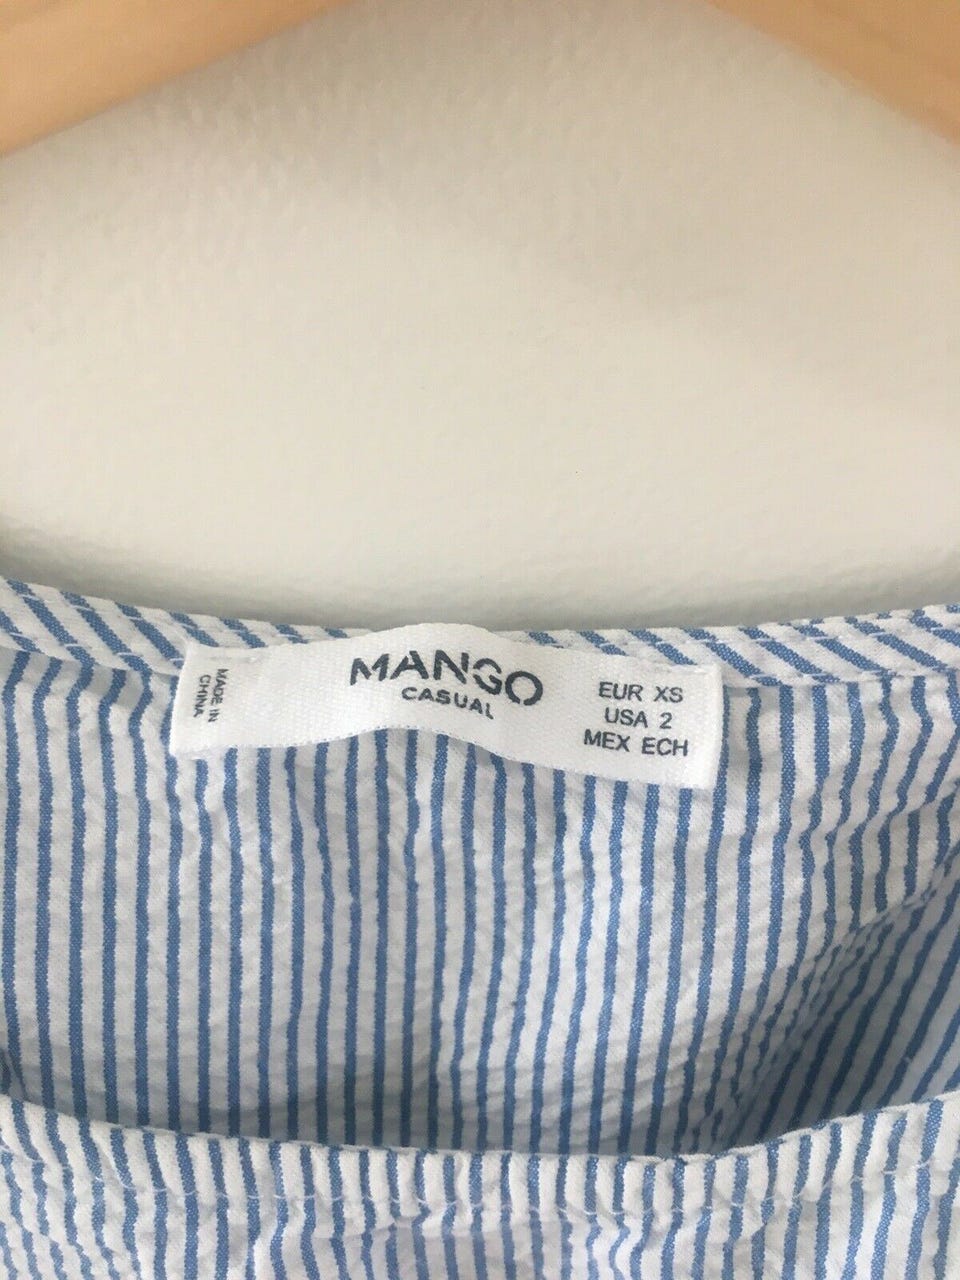 MADE IN
CHINA
MANGO
CASUAL
EUR XS
USA 2
MEX ECH